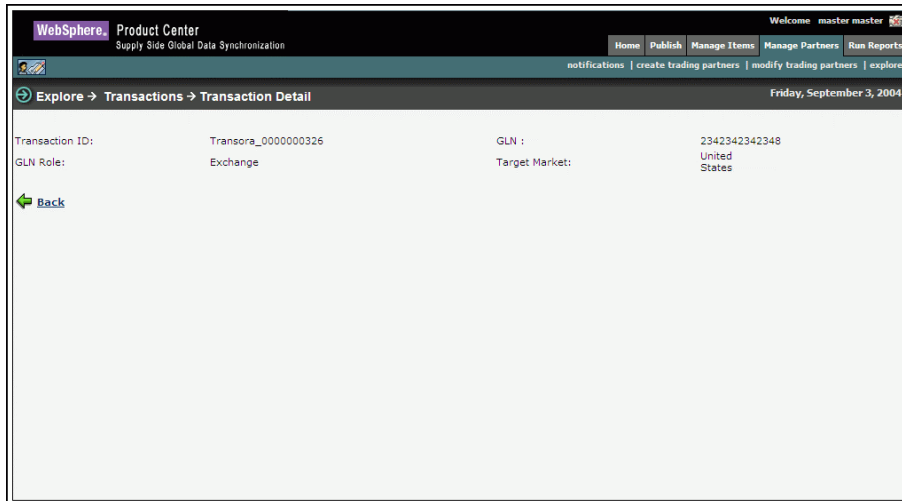 Welcome master master
WebSphere. Product Center
Supply Side Global Data Synchronization
Home Publish Manage Items Manage Partners Run Reports
notifications | create trading partners | modify trading partners | explore
Explore → Transactions → Transaction Detail
Friday, September 3, 2004
Transaction ID: Transora_0000000326 GLN : 2342342342348
GLN Role: Exchange Target Market: United States
Back